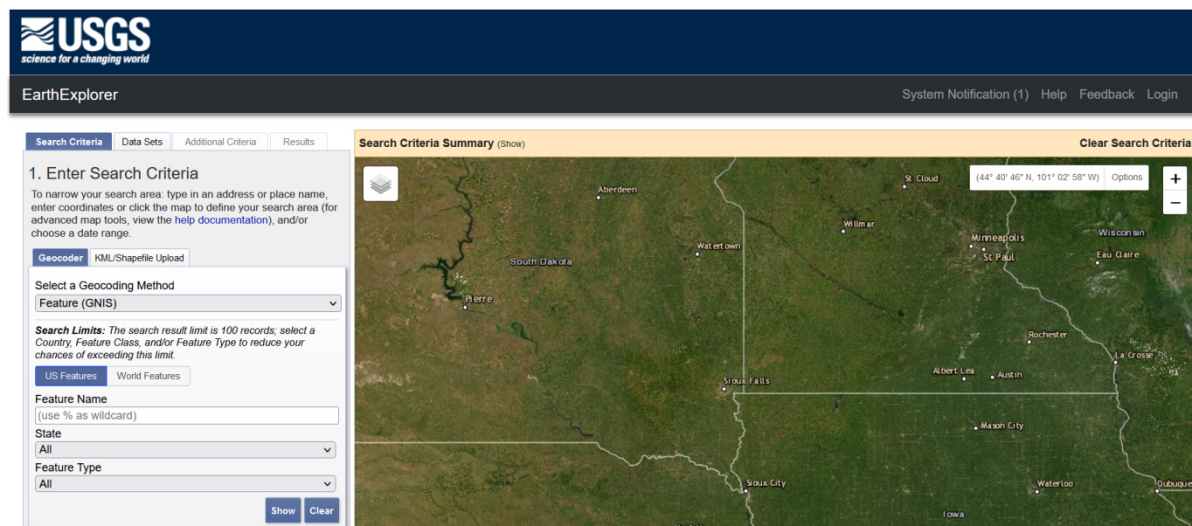 USGS
science for a changing world
EarthExplorer
System Notification (1) Help Feedback Login
Search Criteria Data Sets Additional Criteria Results
1. Enter Search Criteria
To narrow your search area: type in an address or place name,
enter coordinates or click the map to define your search area (for
advanced map tools, view the help documentation), and/or
choose a date range.
Geocoder KML/Shapefile Upload
Select a Geocoding Method
Feature (GNIS)
Search Limits: The search result limit is 100 records; select a
Country, Feature Class, and/or Feature Type to reduce your
chances of exceeding this limit.
US Features World Features
Feature Name
(use % as wildcard)
State
All
Feature Type
All
Show Clear
Search Criteria Summary (Show) Clear Search Criteria
(44° 40' 46" N, 101° 02' 58" W) Options
+
−
St Cloud
Aberdeen
Willmar
Minneapolis
Wisconsin
Watertown
St Paul
Eau Claire
South Dakota
Pierre
Rochester
La Crosse
Albert Lea
Austin
Sioux Falls
Mason City
Sioux City
Waterloo
Dubuque
Iowa